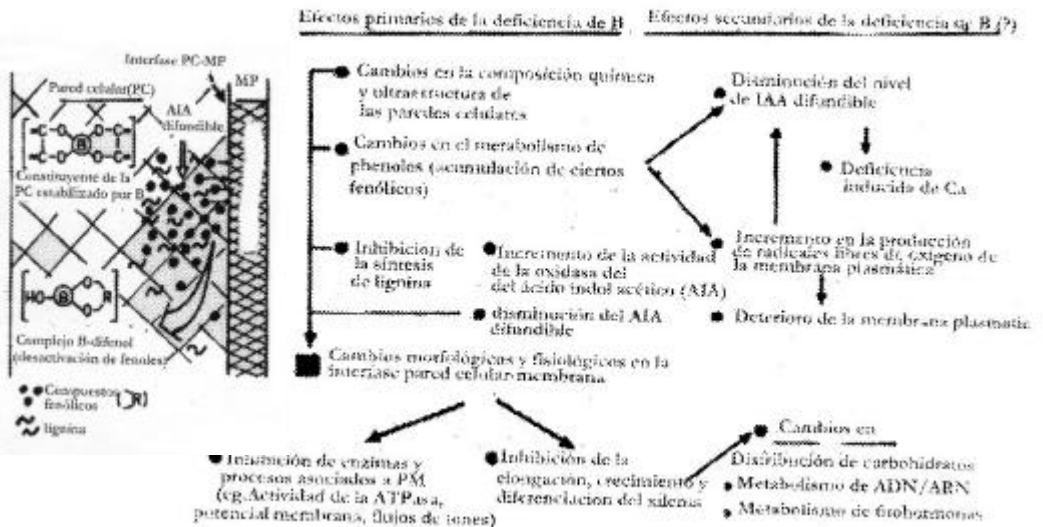 Efectos primarios de la deficiencia de B
Efectos secundarios de la deficiencia B (?)
Interfase PC-MP
MP
Pared celular(PC)
AIA
difundible
Constituyente de la
PC estabilizado por B
HO B O O R
Complejo B-difenol
(desactivación de fenoles)
Compuestos
fenólicos ( R)
lignina
Cambios en la composición química
y ultraestructura de
las paredes celulares
Cambios en el metabolismo de
phenoles (acumulación de ciertos
fenólicos)
Inhibicion de
la síntesis
de lignina
Incremento de la actividad
de la oxidasa del
del ácido indol acético (AIA)
disminución del AIA
difundible
Cambios morfológicos y fisiológicos en la
interfase pared celular-membrana
Disminución del nivel
de IAA difundible
Deficiencia
inducida de Ca
Incremento en la producción
de radicales libres de oxígeno de
la membrana plasmática
Deterioro de la membrana plasmatic
Inhibición de enzimas y
procesos asociados a PM
(eg.Actividad de la ATPasa,
potencial membrana, flujos de iones)
Inhibición de la
elongación, crecimiento y
diferenciacion del xilema
Cambios en
Distribución de carbohidratos
Metabolismo de ADN/ARN
Metabolismo de fitohormonas